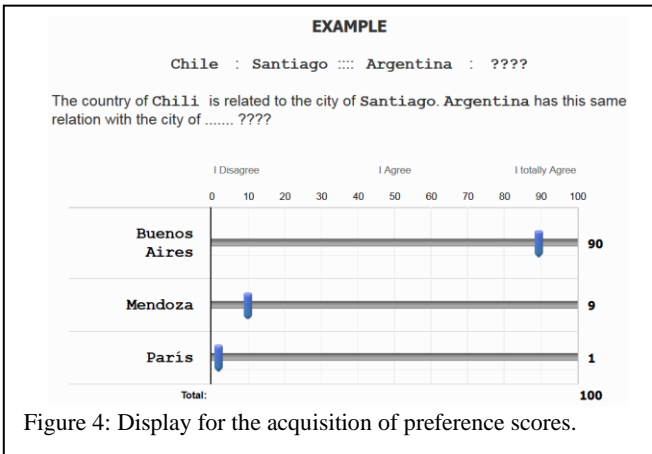 EXAMPLE
Chile : Santiago :::: Argentina : ????
The country of Chili is related to the city of Santiago. Argentina has this same
relation with the city of ....... ????
I Disagree I Agree I totally Agree
0 10 20 30 40 50 60 70 80 90 100
Buenos
Aires 90
Mendoza 9
París 1
Total: 100
Figure 4: Display for the acquisition of preference scores.